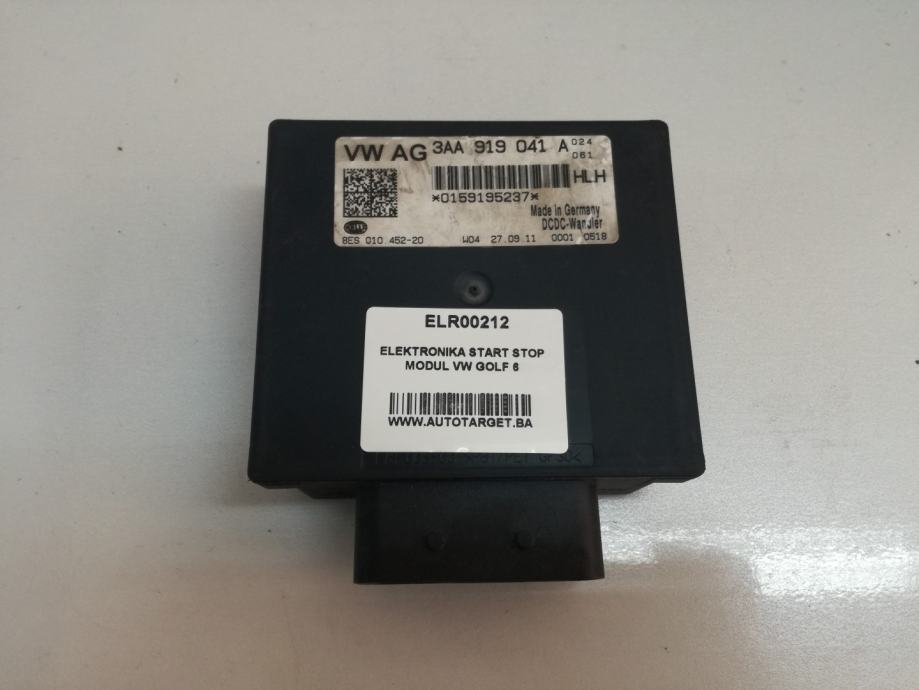 VW AG 3AA 919 041 A 024
061
HLH
*0159195237*
Made in Germany
DCDC-Wandler
8ES 010 452-20 W04 27.09.11 0001 0518
ELR00212
ELEKTRONIKA START STOP
MODUL VW GOLF 6
WWW.AUTOTARGET.BA